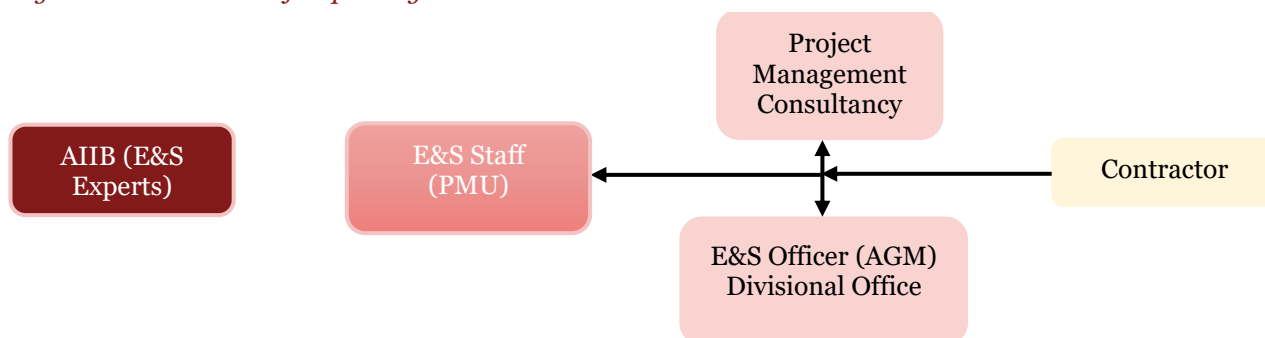 Project
Management
Consultancy
AIIB (E&S
Experts)
E&S Staff
(PMU)
Contractor
E&S Officer (AGM)
Divisional Office